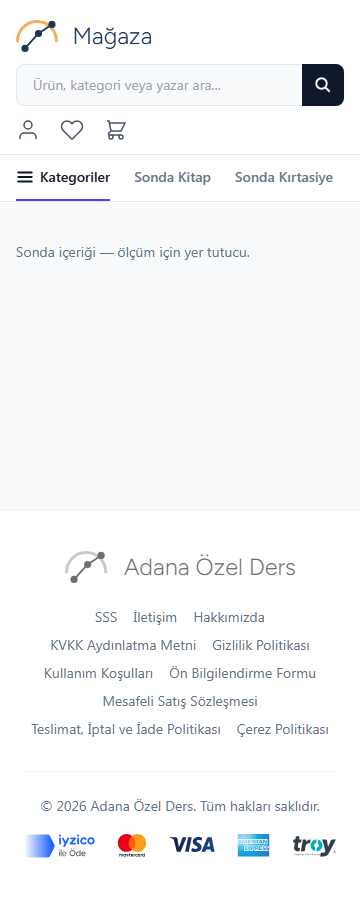 Mağaza
Ürün, kategori veya yazar ara...
Kategoriler Sonda Kitap Sonda Kırtasiye
Sonda içeriği — ölçüm için yer tutucu.
Adana Özel Ders
SSS İletişim Hakkımızda
KVKK Aydınlatma Metni Gizlilik Politikası
Kullanım Koşulları Ön Bilgilendirme Formu
Mesafeli Satış Sözleşmesi
Teslimat, İptal ve İade Politikası Çerez Politikası
© 2026 Adana Özel Ders. Tüm hakları saklıdır.
iyzico
ile Öde
mastercard
VISA
AMERICAN
EXPRESS
troy